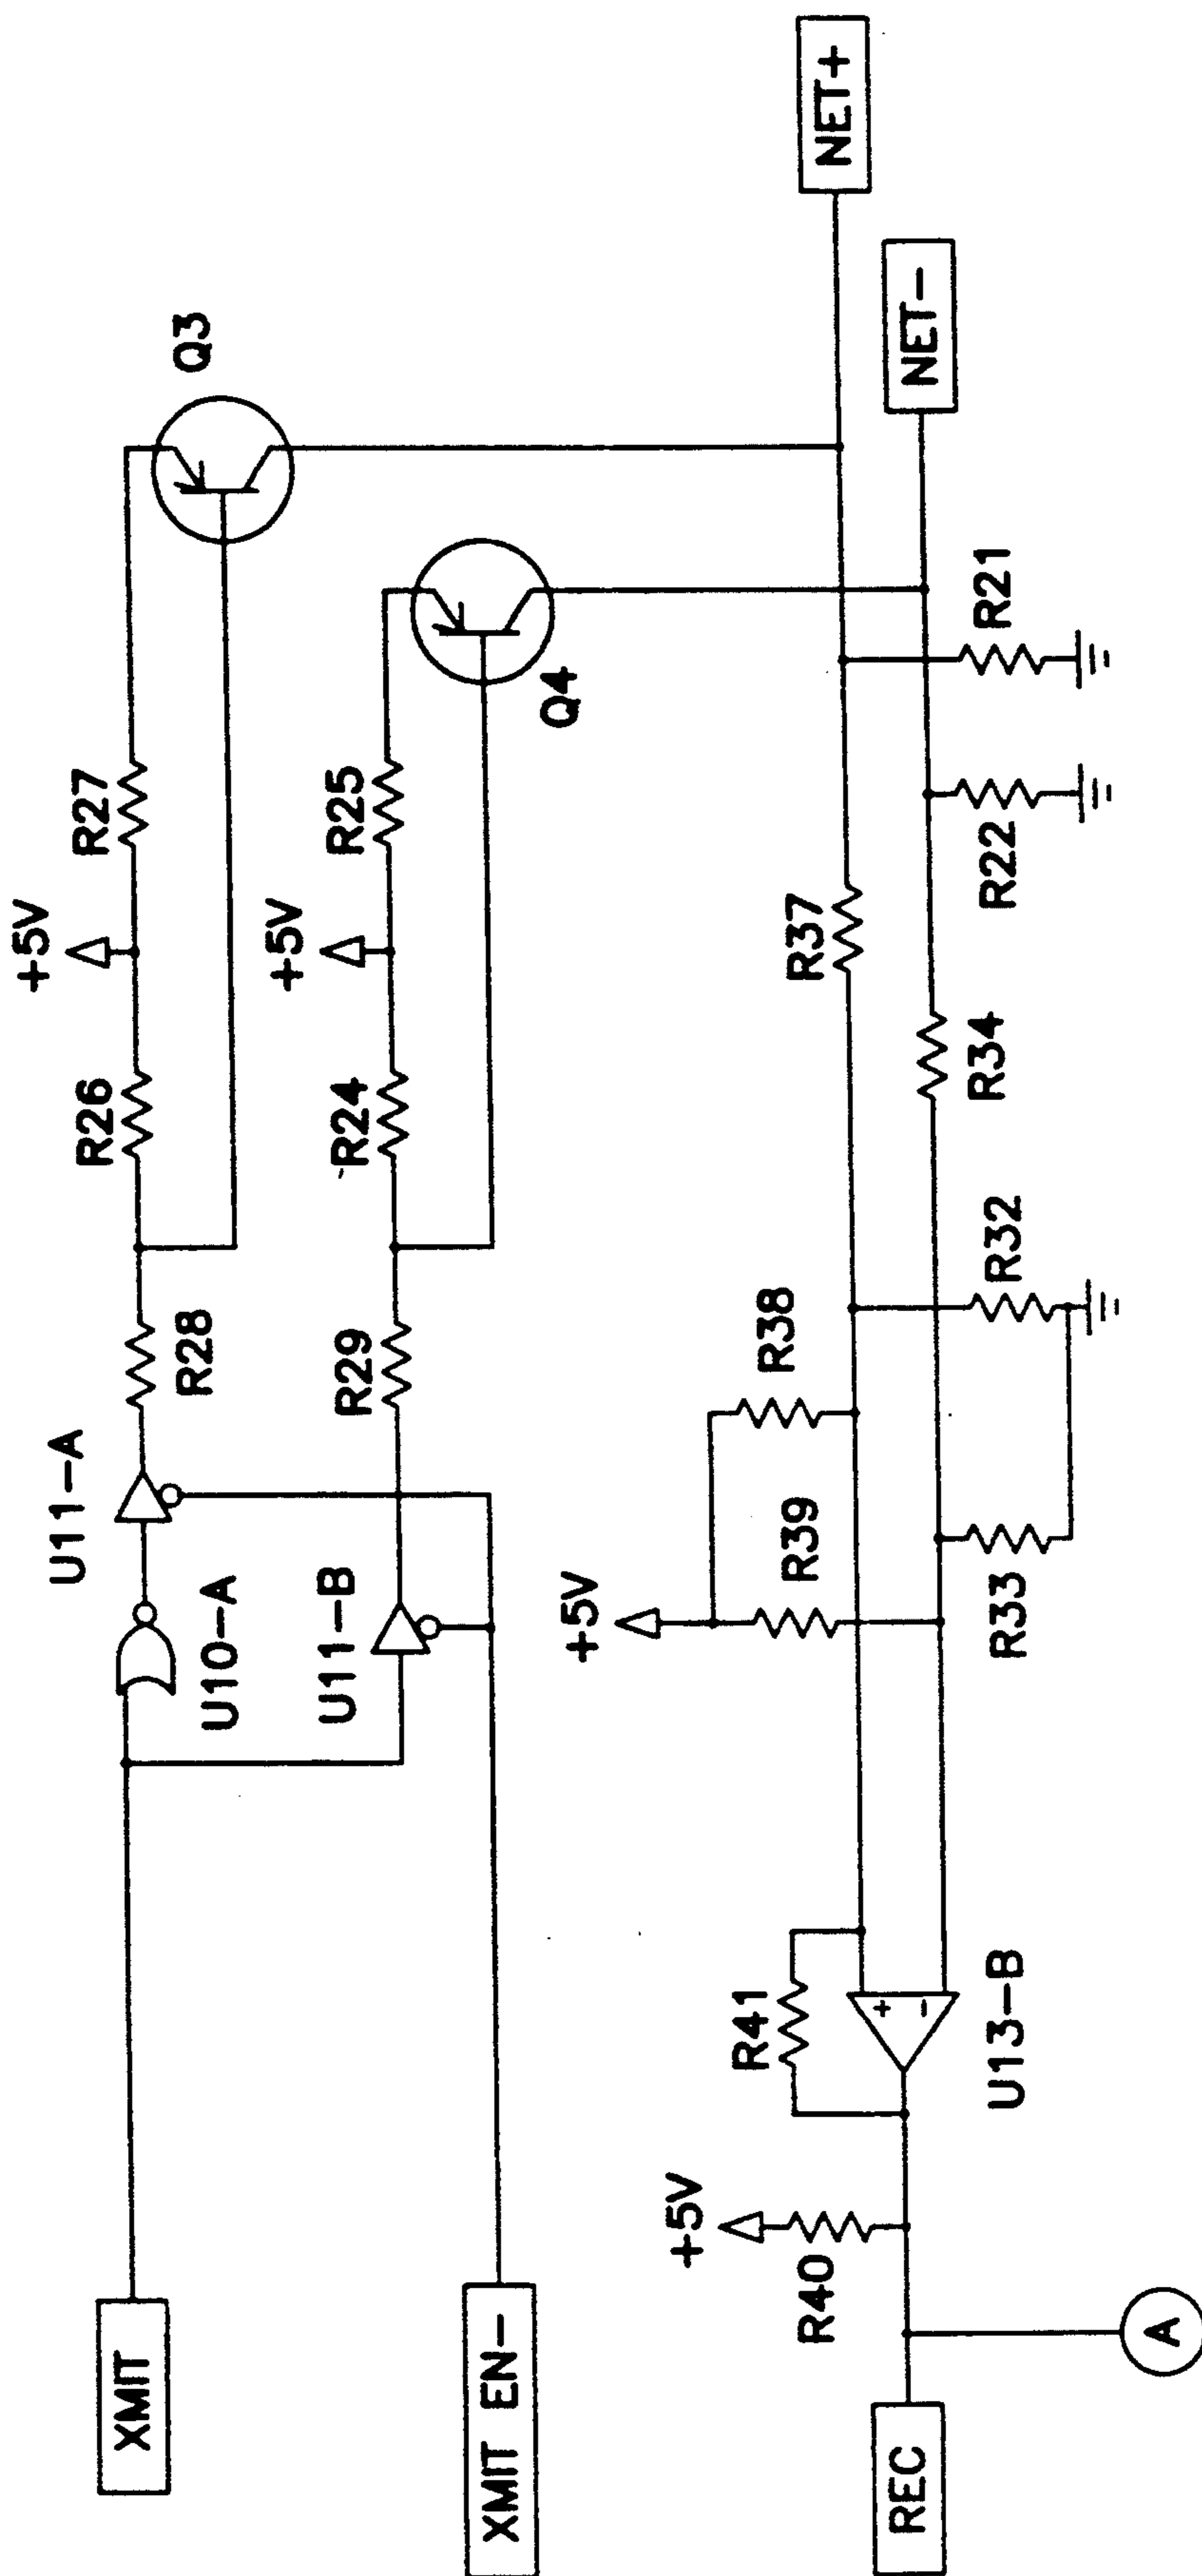 XMIT
XMIT EN-
U10-A
U11-A
U11-B
R28
R29
R26
R24
+5V
+5V
R27
R25
Q3
Q4
REC
A
+5V
R40
R41
+
-
U13-B
+5V
R39
R38
R33
R32
R37
R34
R22
R21
NET+
NET-